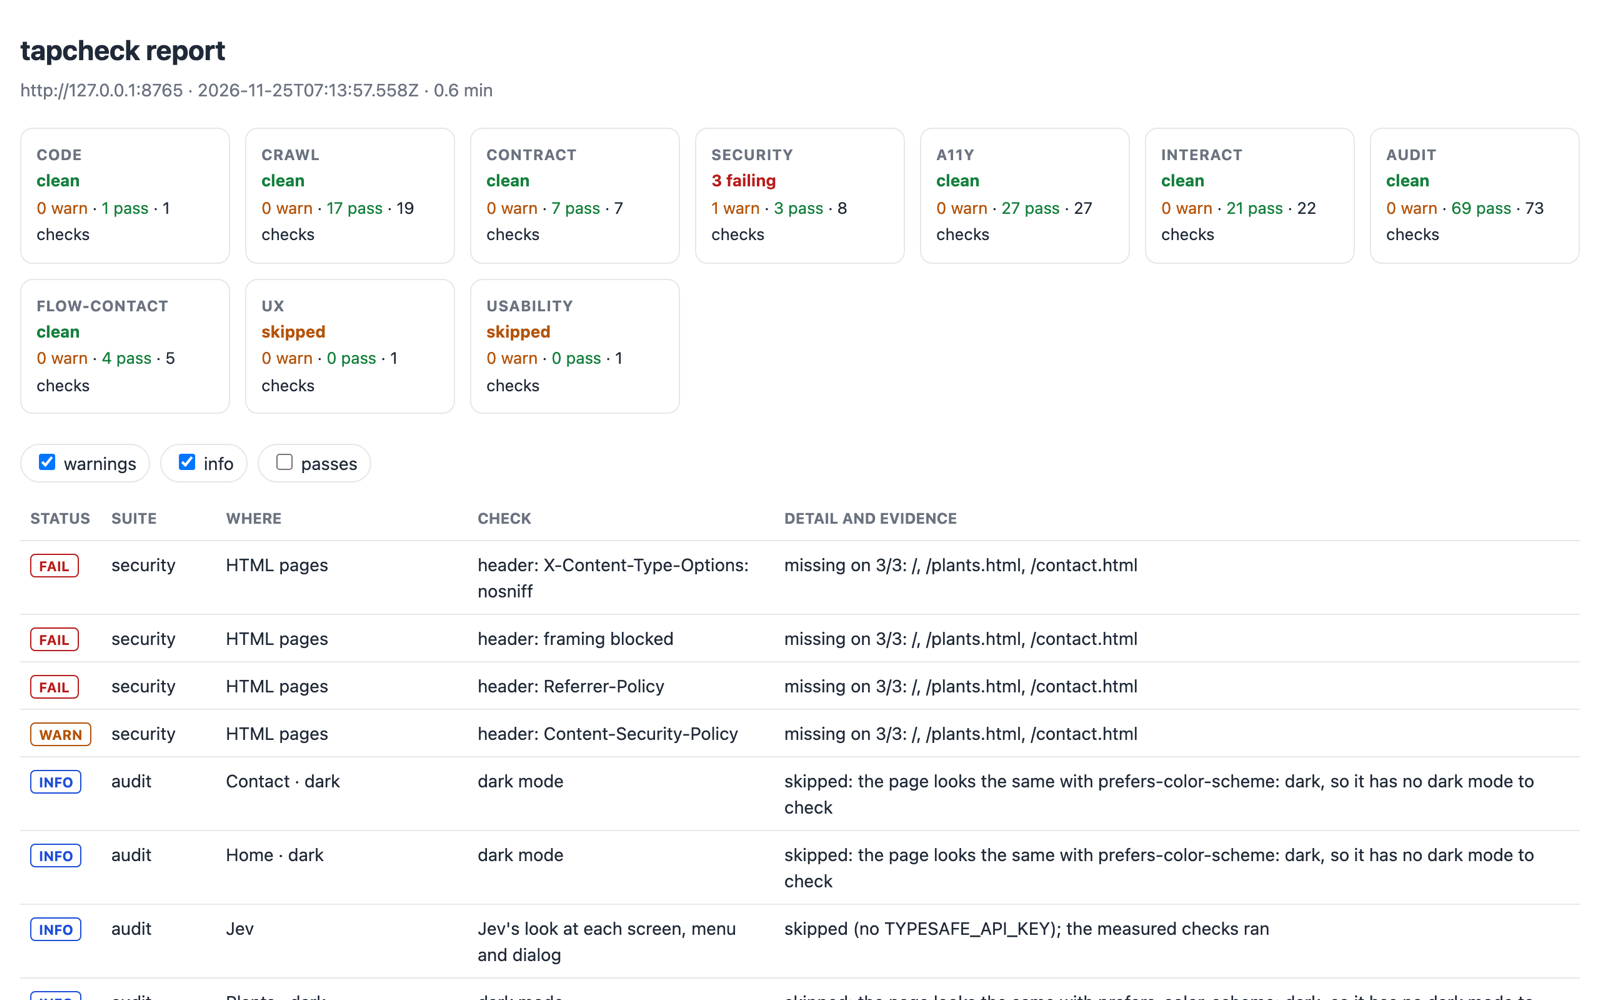 tapcheck report
http://127.0.0.1:8765 · 2026-11-25T07:13:57.558Z · 0.6 min
CODE
clean
0 warn · 1 pass · 1
checks
CRAWL
clean
0 warn · 17 pass · 19
checks
CONTRACT
clean
0 warn · 7 pass · 7
checks
SECURITY
3 failing
1 warn · 3 pass · 8
checks
A11Y
clean
0 warn · 27 pass · 27
checks
INTERACT
clean
0 warn · 21 pass · 22
checks
AUDIT
clean
0 warn · 69 pass · 73
checks
FLOW-CONTACT
clean
0 warn · 4 pass · 5
checks
UX
skipped
0 warn · 0 pass · 1
checks
USABILITY
skipped
0 warn · 0 pass · 1
checks
warnings info passes
STATUS SUITE WHERE CHECK DETAIL AND EVIDENCE
FAIL security HTML pages header: X-Content-Type-Options: missing on 3/3: /, /plants.html, /contact.html
nosniff
FAIL security HTML pages header: framing blocked missing on 3/3: /, /plants.html, /contact.html
FAIL security HTML pages header: Referrer-Policy missing on 3/3: /, /plants.html, /contact.html
WARN security HTML pages header: Content-Security-Policy missing on 3/3: /, /plants.html, /contact.html
INFO audit Contact · dark dark mode skipped: the page looks the same with prefers-color-scheme: dark, so it has no dark mode to
check
INFO audit Home · dark dark mode skipped: the page looks the same with prefers-color-scheme: dark, so it has no dark mode to
check
INFO audit Jev Jev's look at each screen, menu skipped (no TYPESAFE_API_KEY); the measured checks ran
and dialog